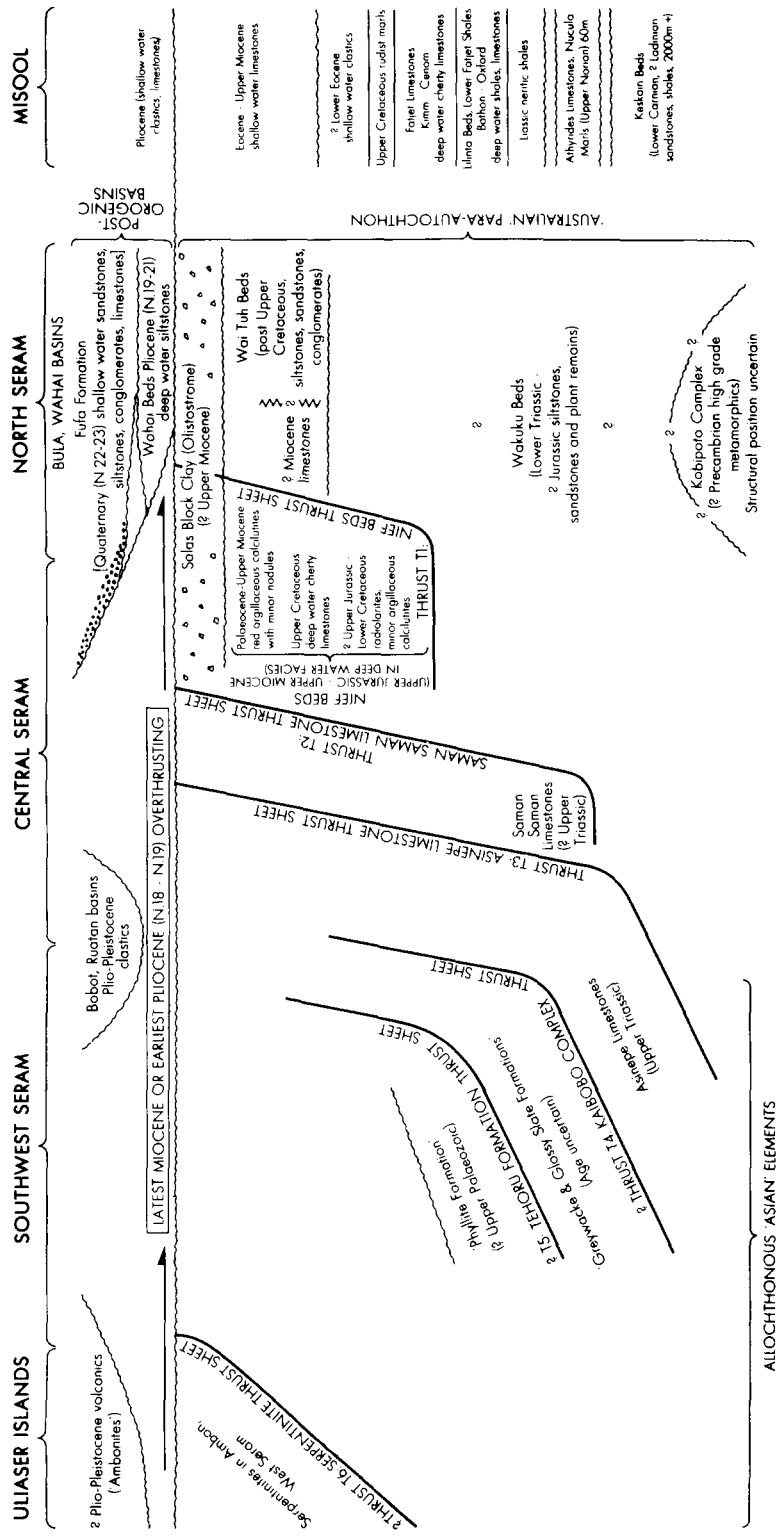 ULIASER ISLANDS
SOUTHWEST SERAM
CENTRAL SERAM
NORTH SERAM
MISOOL
? Plio-Pleistocene volcanics
('Ambonites')
Bobot, Ruatan basins
Plio-Pleistocene
clastics
BULA, WAHAI BASINS
Fufa Formation
[Quaternary (N 22-23) shallow water sandstones,
siltstones, conglomerates, limestones]
Wahai Beds Pliocene (N.19-21)
deep water siltstones
POST-
OROGENIC
BASINS
LATEST MIOCENE OR EARLIEST PLIOCENE (N.18 - N.19) OVERTHRUSTING
? THRUST T6: SERPENTINITE THRUST SHEET
Serpentinites in Ambon,
West Seram
'Phyllite Formation'
(? Upper Palaeozoic)
? T5: TEHORU FORMATION THRUST SHEET
'Greywacke & Glossy Slate Formations'
(Age uncertain)
? THRUST T4: KAIBOBO COMPLEX THRUST SHEET
Asinepe Limestones
(Upper Triassic)
THRUST T3: ASINEPE LIMESTONE THRUST SHEET
Saman
Saman
Limestones
(? Upper
Triassic)
THRUST T2:
SAMAN SAMAN LIMESTONE THRUST SHEET
NIEF BEDS
(UPPER JURASSIC - UPPER MIOCENE
IN DEEP WATER FACIES)
Palaeocene-Upper Miocene
red argillaceous calcilutites
with minor nodules
Upper Cretaceous
deep water cherty
limestones
? Upper Jurassic -
Lower Cretaceous
radiolarites,
minor argillaceous
calcilutites
THRUST T1:
NIEF BEDS THRUST SHEET
Salas Block Clay (Olistostrome)
(? Upper Miocene)
? Miocene
limestones
?
Wai Tuh Beds
(post Upper
Cretaceous,
siltstones, sandstones,
conglomerates)
?
Wakuku Beds
(Lower Triassic -
? Jurassic siltstones,
sandstones and plant remains)
?
?
?
?
Kobipoto Complex
(? Precambrian high grade
metamorphics)
Structural position uncertain
'AUSTRALIAN' PARA-AUTOCHTHON
Pliocene (shallow water
clastics, limestones)
Eocene - Upper Miocene
shallow water limestones
? Lower Eocene
shallow water clastics
Upper Cretaceous rudist marls
Fatjet Limestones
Kimm Cenom
deep water cherty limestones
Lilinta Beds, Lower Fatjet Shales
Bathon - Oxford
deep water shales, limestones
Liassic neritic shales
Athyrides Limestones, Nucula
Marls (Upper Norian) 60m
Keskain Beds
(Lower Carnian, ? Ladinian
sandstones, shales, 2000m +)
ALLOCHTHONOUS 'ASIAN' ELEMENTS